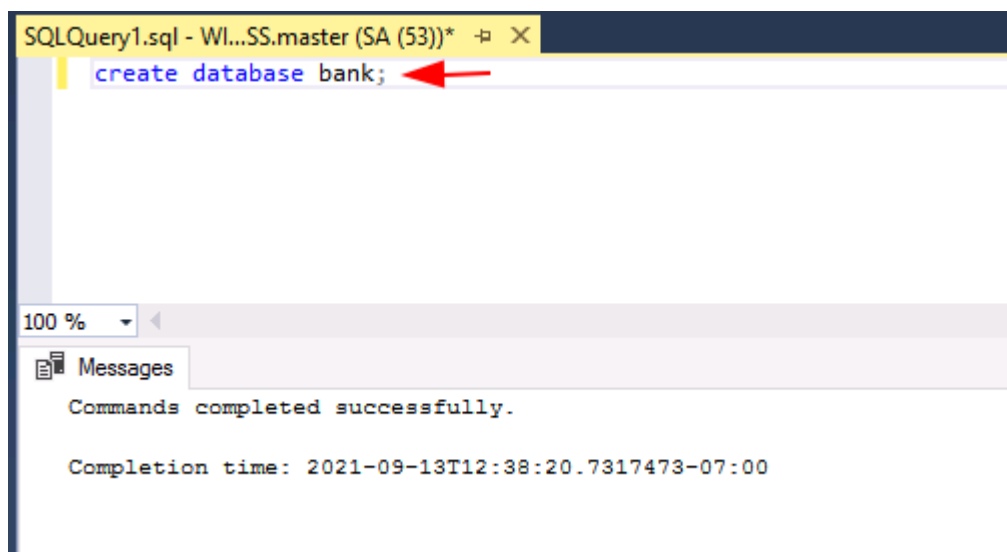 SQLQuery1.sql - WI...SS.master (SA (53))*
create database bank;
100 %
Messages
Commands completed successfully.
Completion time: 2021-09-13T12:38:20.7317473-07:00